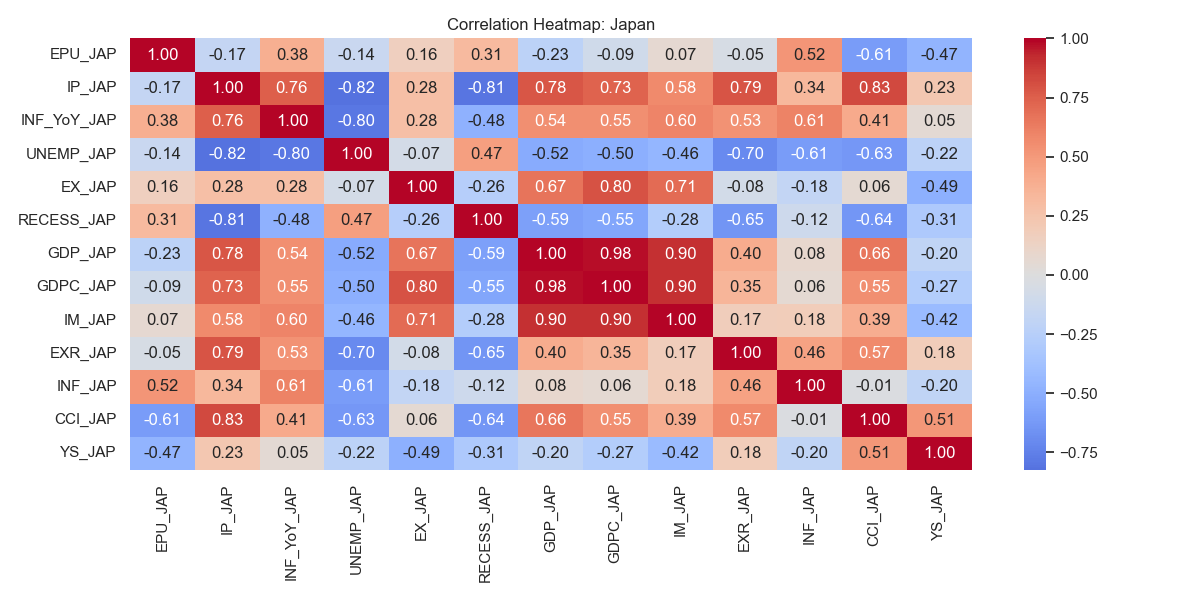 Correlation Heatmap: Japan
EPU_JAP 1.00 -0.17 0.38 -0.14 0.16 0.31 -0.23 -0.09 0.07 -0.05 0.52 -0.61 -0.47
IP_JAP -0.17 1.00 0.76 -0.82 0.28 -0.81 0.78 0.73 0.58 0.79 0.34 0.83 0.23
INF_YoY_JAP 0.38 0.76 1.00 -0.80 0.28 -0.48 0.54 0.55 0.60 0.53 0.61 0.41 0.05
UNEMP_JAP -0.14 -0.82 -0.80 1.00 -0.07 0.47 -0.52 -0.50 -0.46 -0.70 -0.61 -0.63 -0.22
EX_JAP 0.16 0.28 0.28 -0.07 1.00 -0.26 0.67 0.80 0.71 -0.08 -0.18 0.06 -0.49
RECESS_JAP 0.31 -0.81 -0.48 0.47 -0.26 1.00 -0.59 -0.55 -0.28 -0.65 -0.12 -0.64 -0.31
GDP_JAP -0.23 0.78 0.54 -0.52 0.67 -0.59 1.00 0.98 0.90 0.40 0.08 0.66 -0.20
GDPC_JAP -0.09 0.73 0.55 -0.50 0.80 -0.55 0.98 1.00 0.90 0.35 0.06 0.55 -0.27
IM_JAP 0.07 0.58 0.60 -0.46 0.71 -0.28 0.90 0.90 1.00 0.17 0.18 0.39 -0.42
EXR_JAP -0.05 0.79 0.53 -0.70 -0.08 -0.65 0.40 0.35 0.17 1.00 0.46 0.57 0.18
INF_JAP 0.52 0.34 0.61 -0.61 -0.18 -0.12 0.08 0.06 0.18 0.46 1.00 -0.01 -0.20
CCI_JAP -0.61 0.83 0.41 -0.63 0.06 -0.64 0.66 0.55 0.39 0.57 -0.01 1.00 0.51
YS_JAP -0.47 0.23 0.05 -0.22 -0.49 -0.31 -0.20 -0.27 -0.42 0.18 -0.20 0.51 1.00
EPU_JAP IP_JAP INF_YoY_JAP UNEMP_JAP EX_JAP RECESS_JAP GDP_JAP GDPC_JAP IM_JAP EXR_JAP INF_JAP CCI_JAP YS_JAP
1.00
0.75
0.50
0.25
0.00
−0.25
−0.50
−0.75